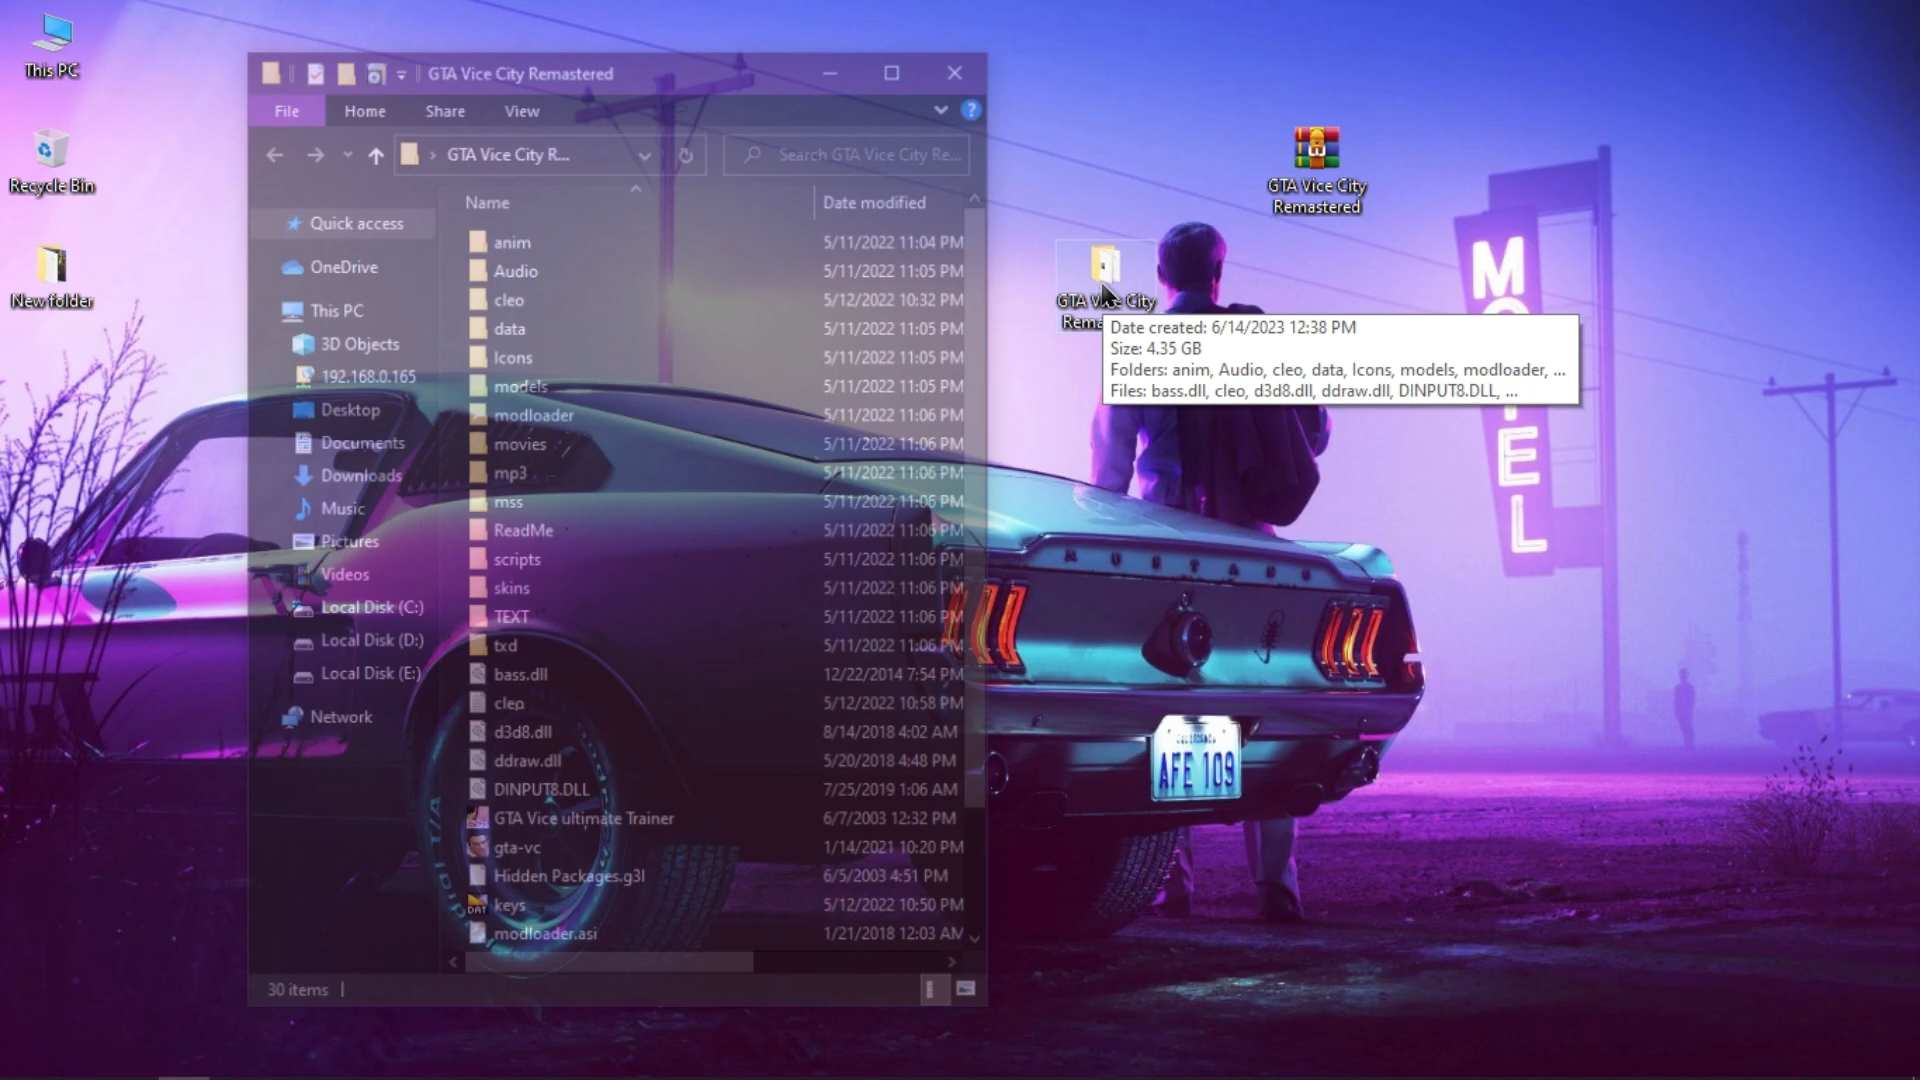 This PC
Recycle Bin
New folder
GTA Vice City Remastered
File
Home
Share
View
GTA Vice City R...
Search GTA Vice City Re...
Name
Date modified
Quick access
OneDrive
This PC
3D Objects
192.168.0.165
Desktop
Documents
Downloads
Music
Pictures
Videos
Local Disk (C:)
Local Disk (D:)
Local Disk (E:)
Network
anim 5/11/2022 11:04 PM
Audio 5/11/2022 11:05 PM
cleo 5/12/2022 10:32 PM
data 5/11/2022 11:05 PM
Icons 5/11/2022 11:05 PM
models 5/11/2022 11:05 PM
modloader 5/11/2022 11:06 PM
movies 5/11/2022 11:06 PM
mp3 5/11/2022 11:06 PM
mss 5/11/2022 11:06 PM
ReadMe 5/11/2022 11:06 PM
scripts 5/11/2022 11:06 PM
skins 5/11/2022 11:06 PM
TEXT 5/11/2022 11:06 PM
txd 5/11/2022 11:06 PM
bass.dll 12/22/2014 7:54 PM
cleo 5/12/2022 10:58 PM
d3d8.dll 8/14/2018 4:02 AM
ddraw.dll 5/20/2018 4:48 PM
DINPUT8.DLL 7/25/2019 1:06 AM
GTA Vice ultimate Trainer 6/7/2003 12:32 PM
gta-vc 1/14/2021 10:20 PM
Hidden Packages.g3l 6/5/2003 4:51 PM
DAT
keys 5/12/2022 10:50 PM
modloader.asi 1/21/2018 12:03 AM
30 items
GTA Vice City
Remastered
GTA Vice City
Rema
Date created: 6/14/2023 12:38 PM
Size: 4.35 GB
Folders: anim, Audio, cleo, data, Icons, models, modloader, ...
Files: bass.dll, cleo, d3d8.dll, ddraw.dll, DINPUT8.DLL, ...
MUSTANG
CALIFORNIA
AFE 109
M
O
E
L